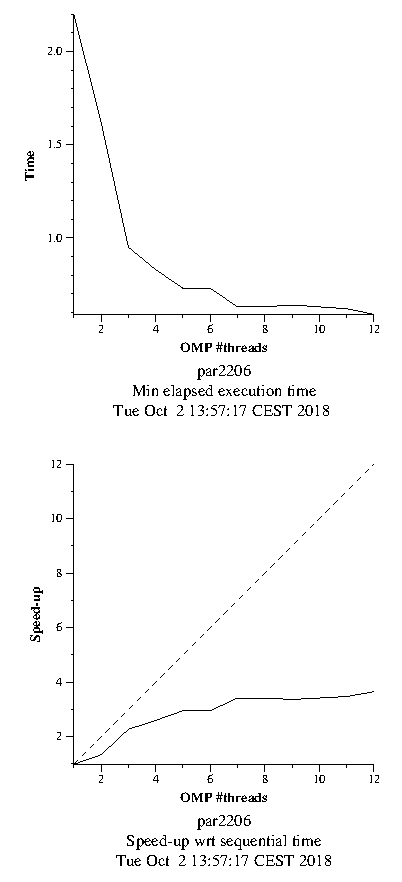 2.0
1.5
1.0
Time
2 4 6 8 10 12
OMP #threads
par2206
Min elapsed execution time
Tue Oct 2 13:57:17 CEST 2018
12
10
8
6
4
2
Speed-up
2 4 6 8 10 12
OMP #threads
par2206
Speed-up wrt sequential time
Tue Oct 2 13:57:17 CEST 2018